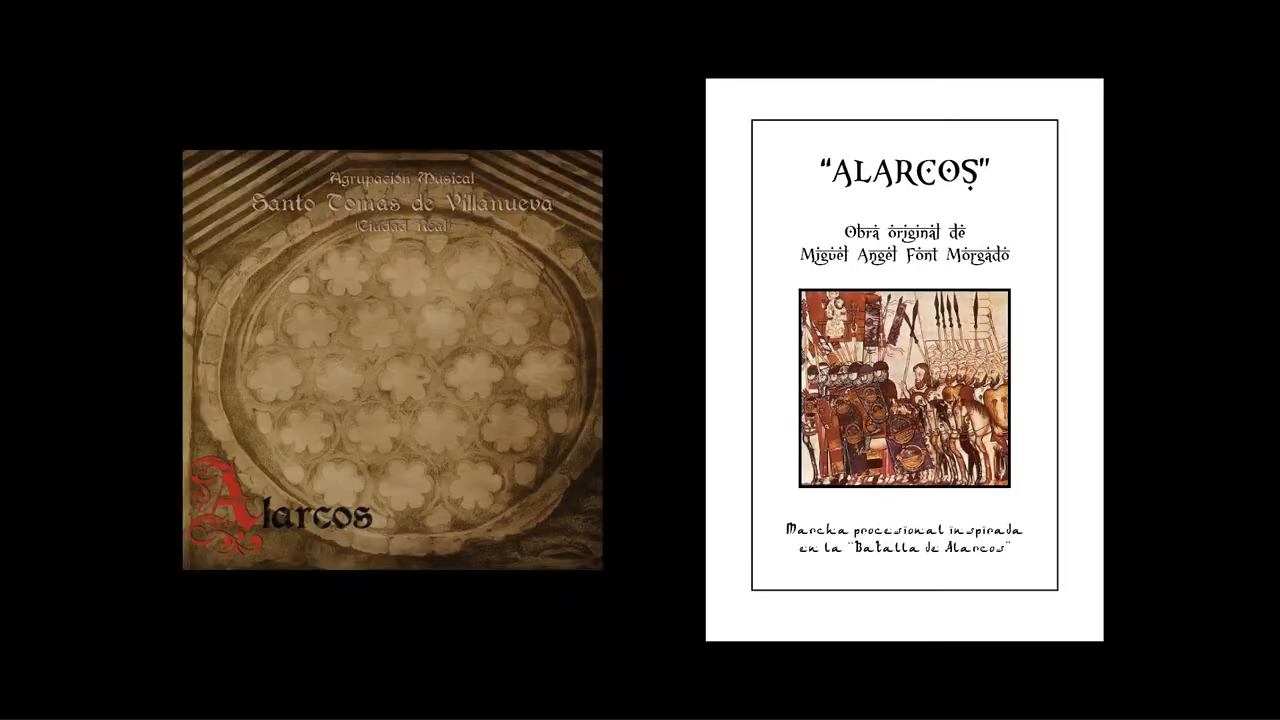 Agrupación Musical
Santo Tomás de Villanueva
(Ciudad Real)
Alarcos
“ALARCOS”
Obra original de
Miguel Angel Font Morgado
Marcha procesional inspirada
en la "Batalla de Alarcos"